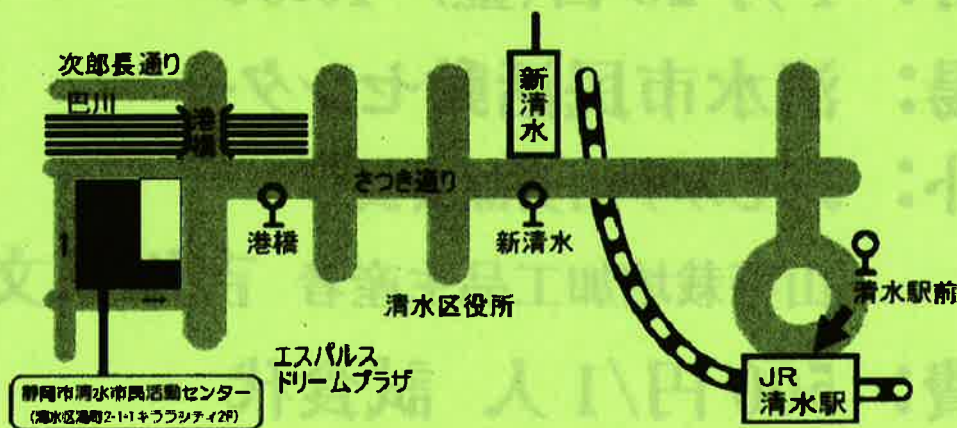 次郎長通り
巴川
港橋
新清水
さつき通り
港橋
新清水
清水駅前
清水区役所
エスパルス
ドリームプラザ
JR
清水駅
静岡市清水市民活動センター
(清水区港町2-1-1キララシティ2F)